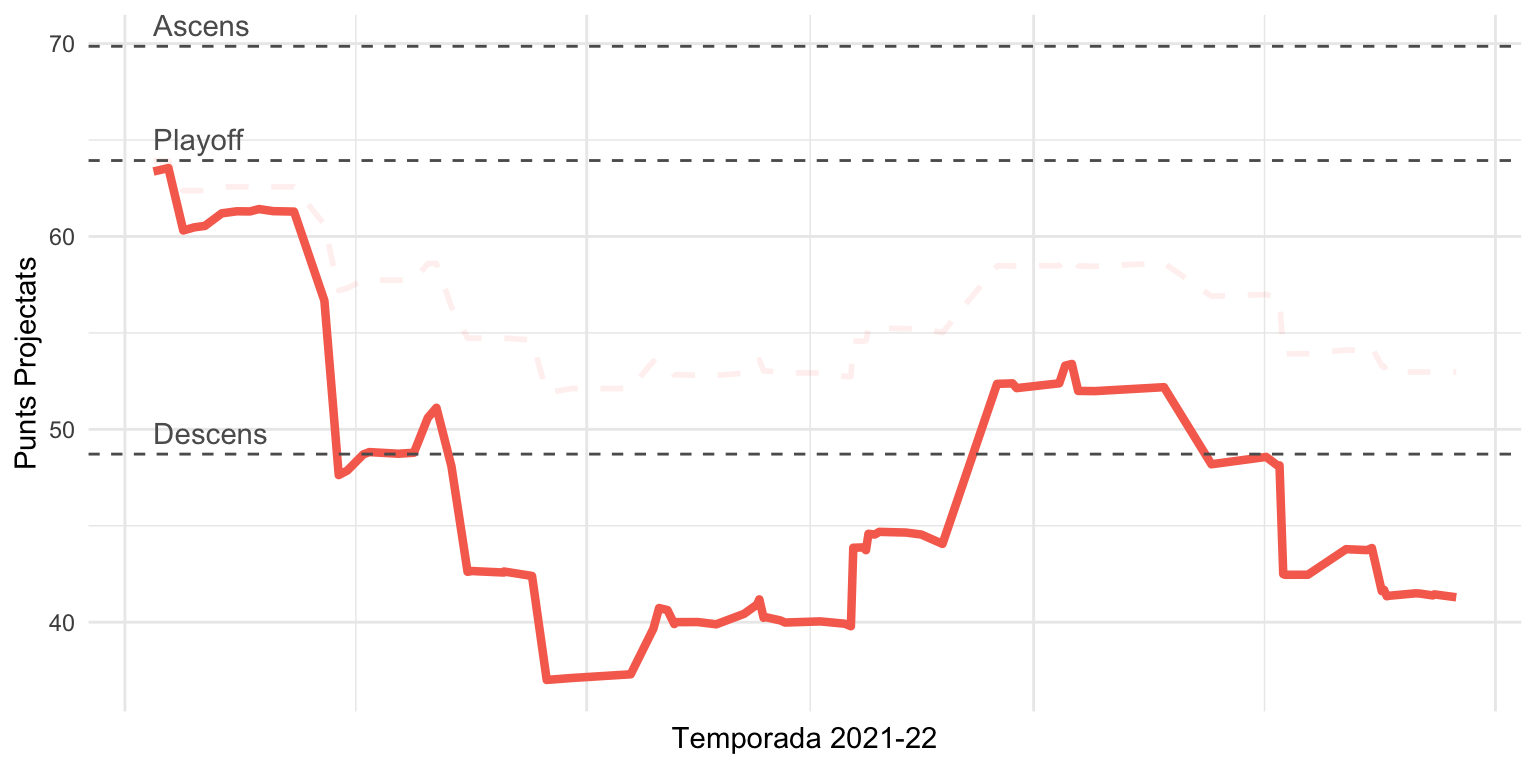 Ascens
70
Playoff
60
Punts Projectats
Descens
50
40
Temporada 2021-22